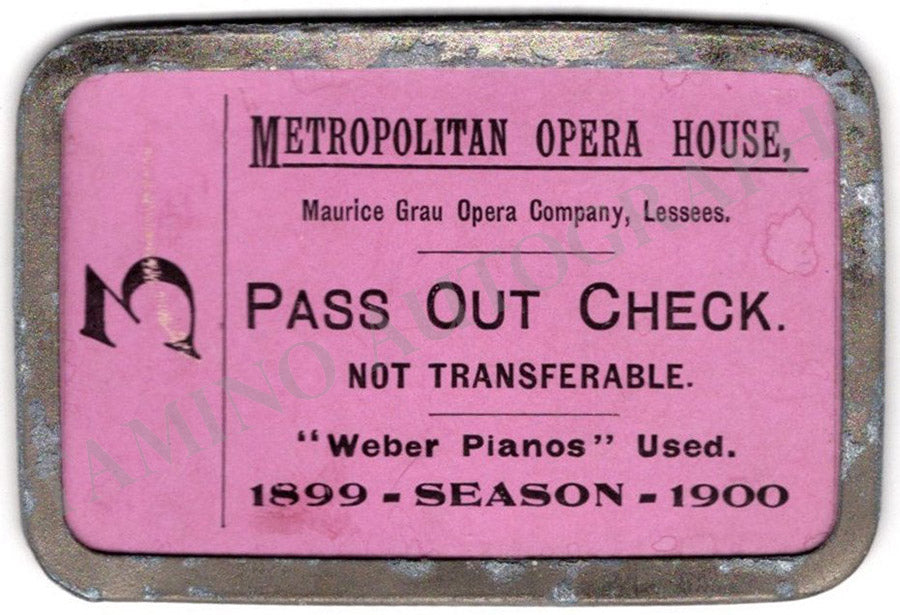 3
METROPOLITAN OPERA HOUSE,
Maurice Grau Opera Company, Lessees.
PASS OUT CHECK.
NOT TRANSFERABLE.
"Weber Pianos" Used.
1899 - SEASON - 1900
AMINO AUTOGRAPH